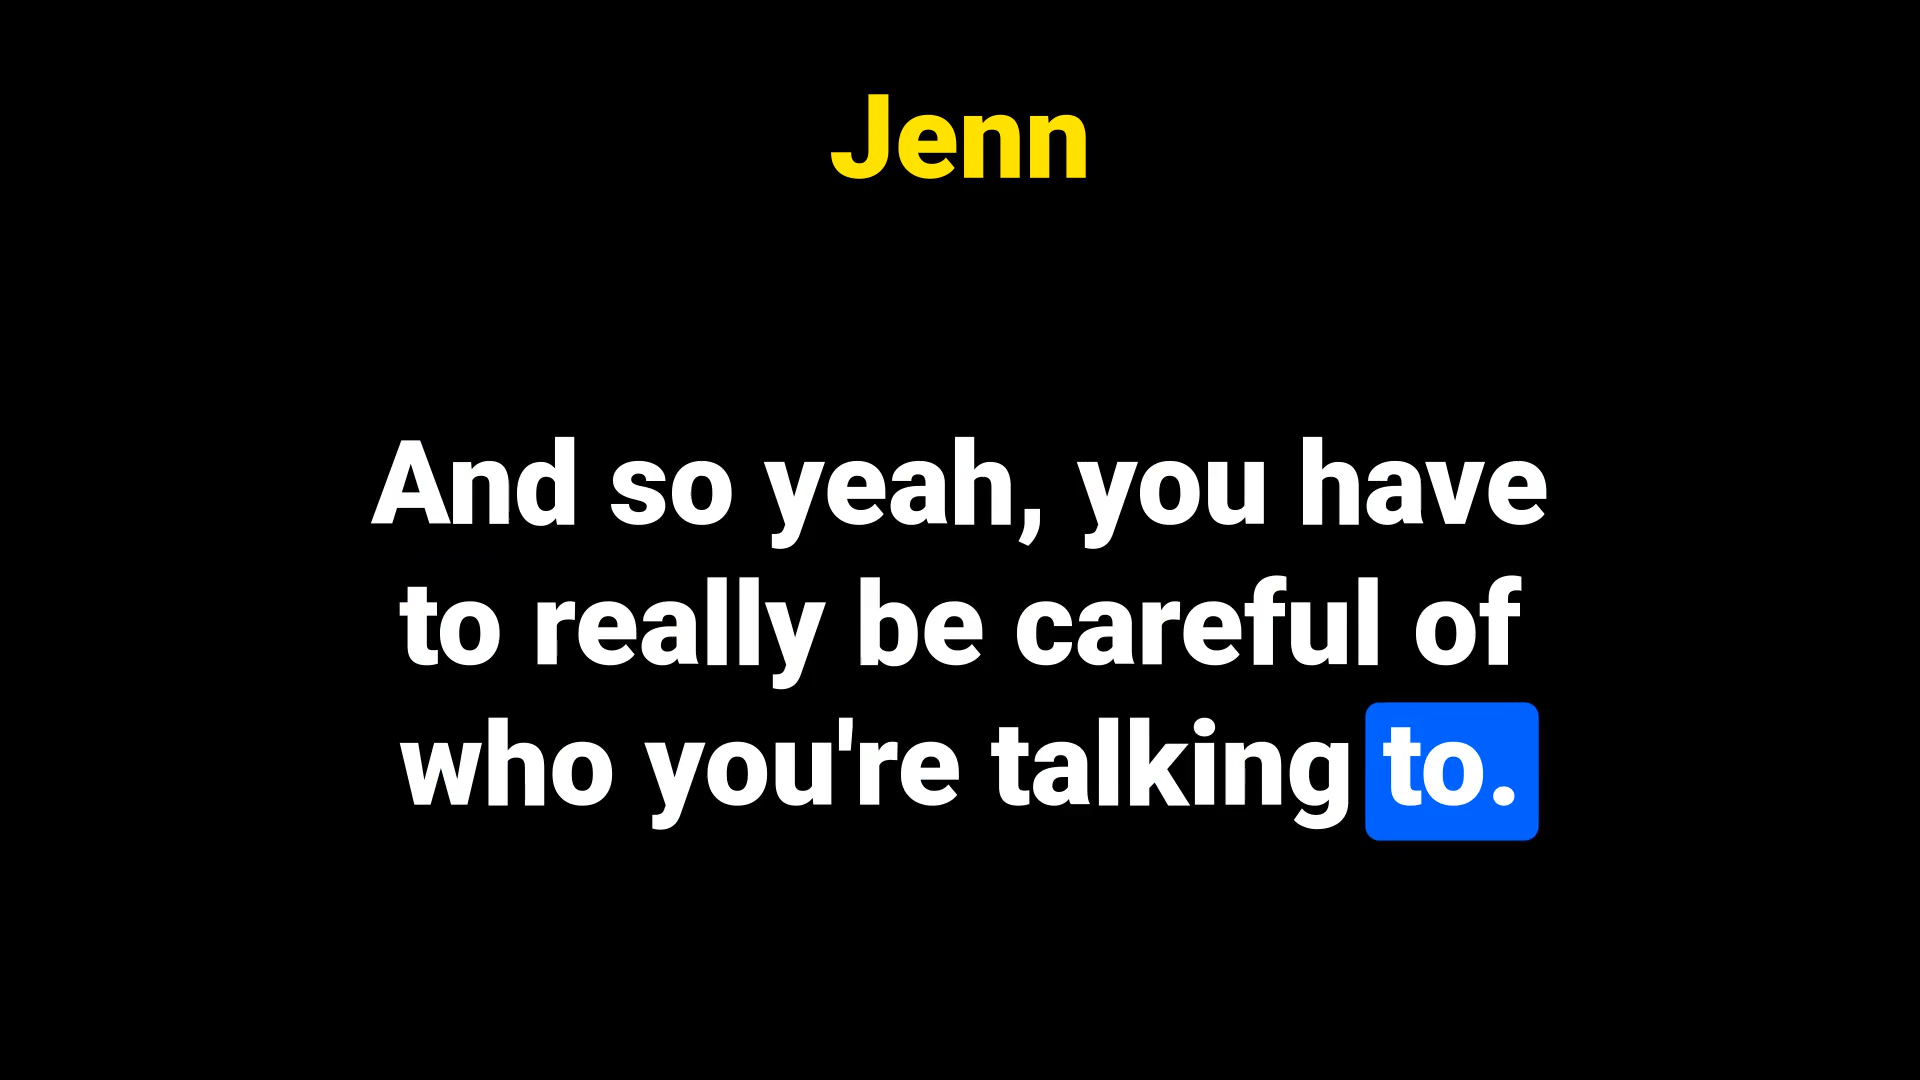 Jenn
And so yeah, you have
to really be careful of
who you're talking to.